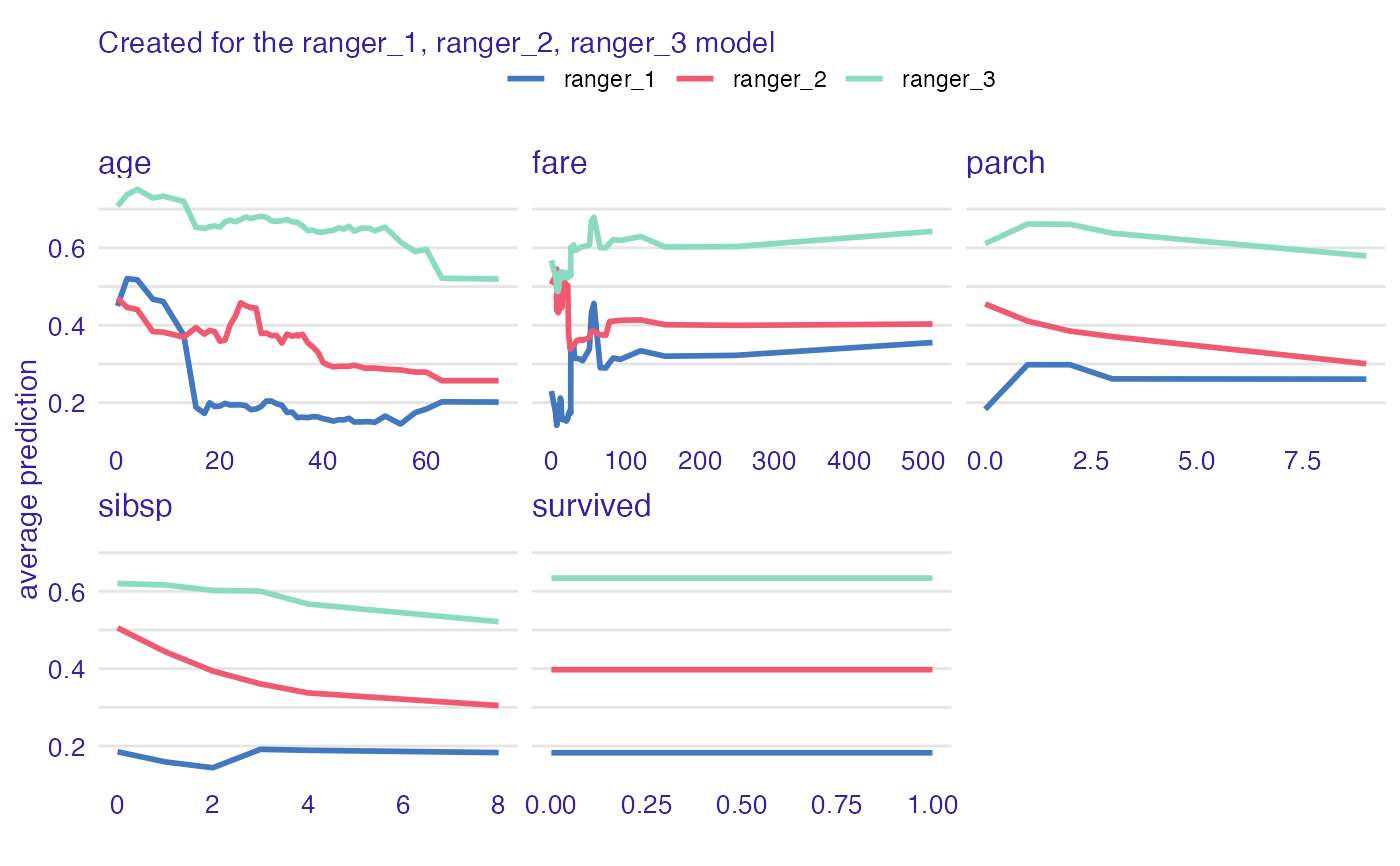 Created for the ranger_1, ranger_2, ranger_3 model
ranger_1 ranger_2 ranger_3
age fare parch
0.6
0.4
0.2
0 20 40 60 0 100 200 300 400 500 0.0 2.5 5.0 7.5
average prediction
sibsp survived
0.6
0.4
0.2
0 2 4 6 8 0.00 0.25 0.50 0.75 1.00